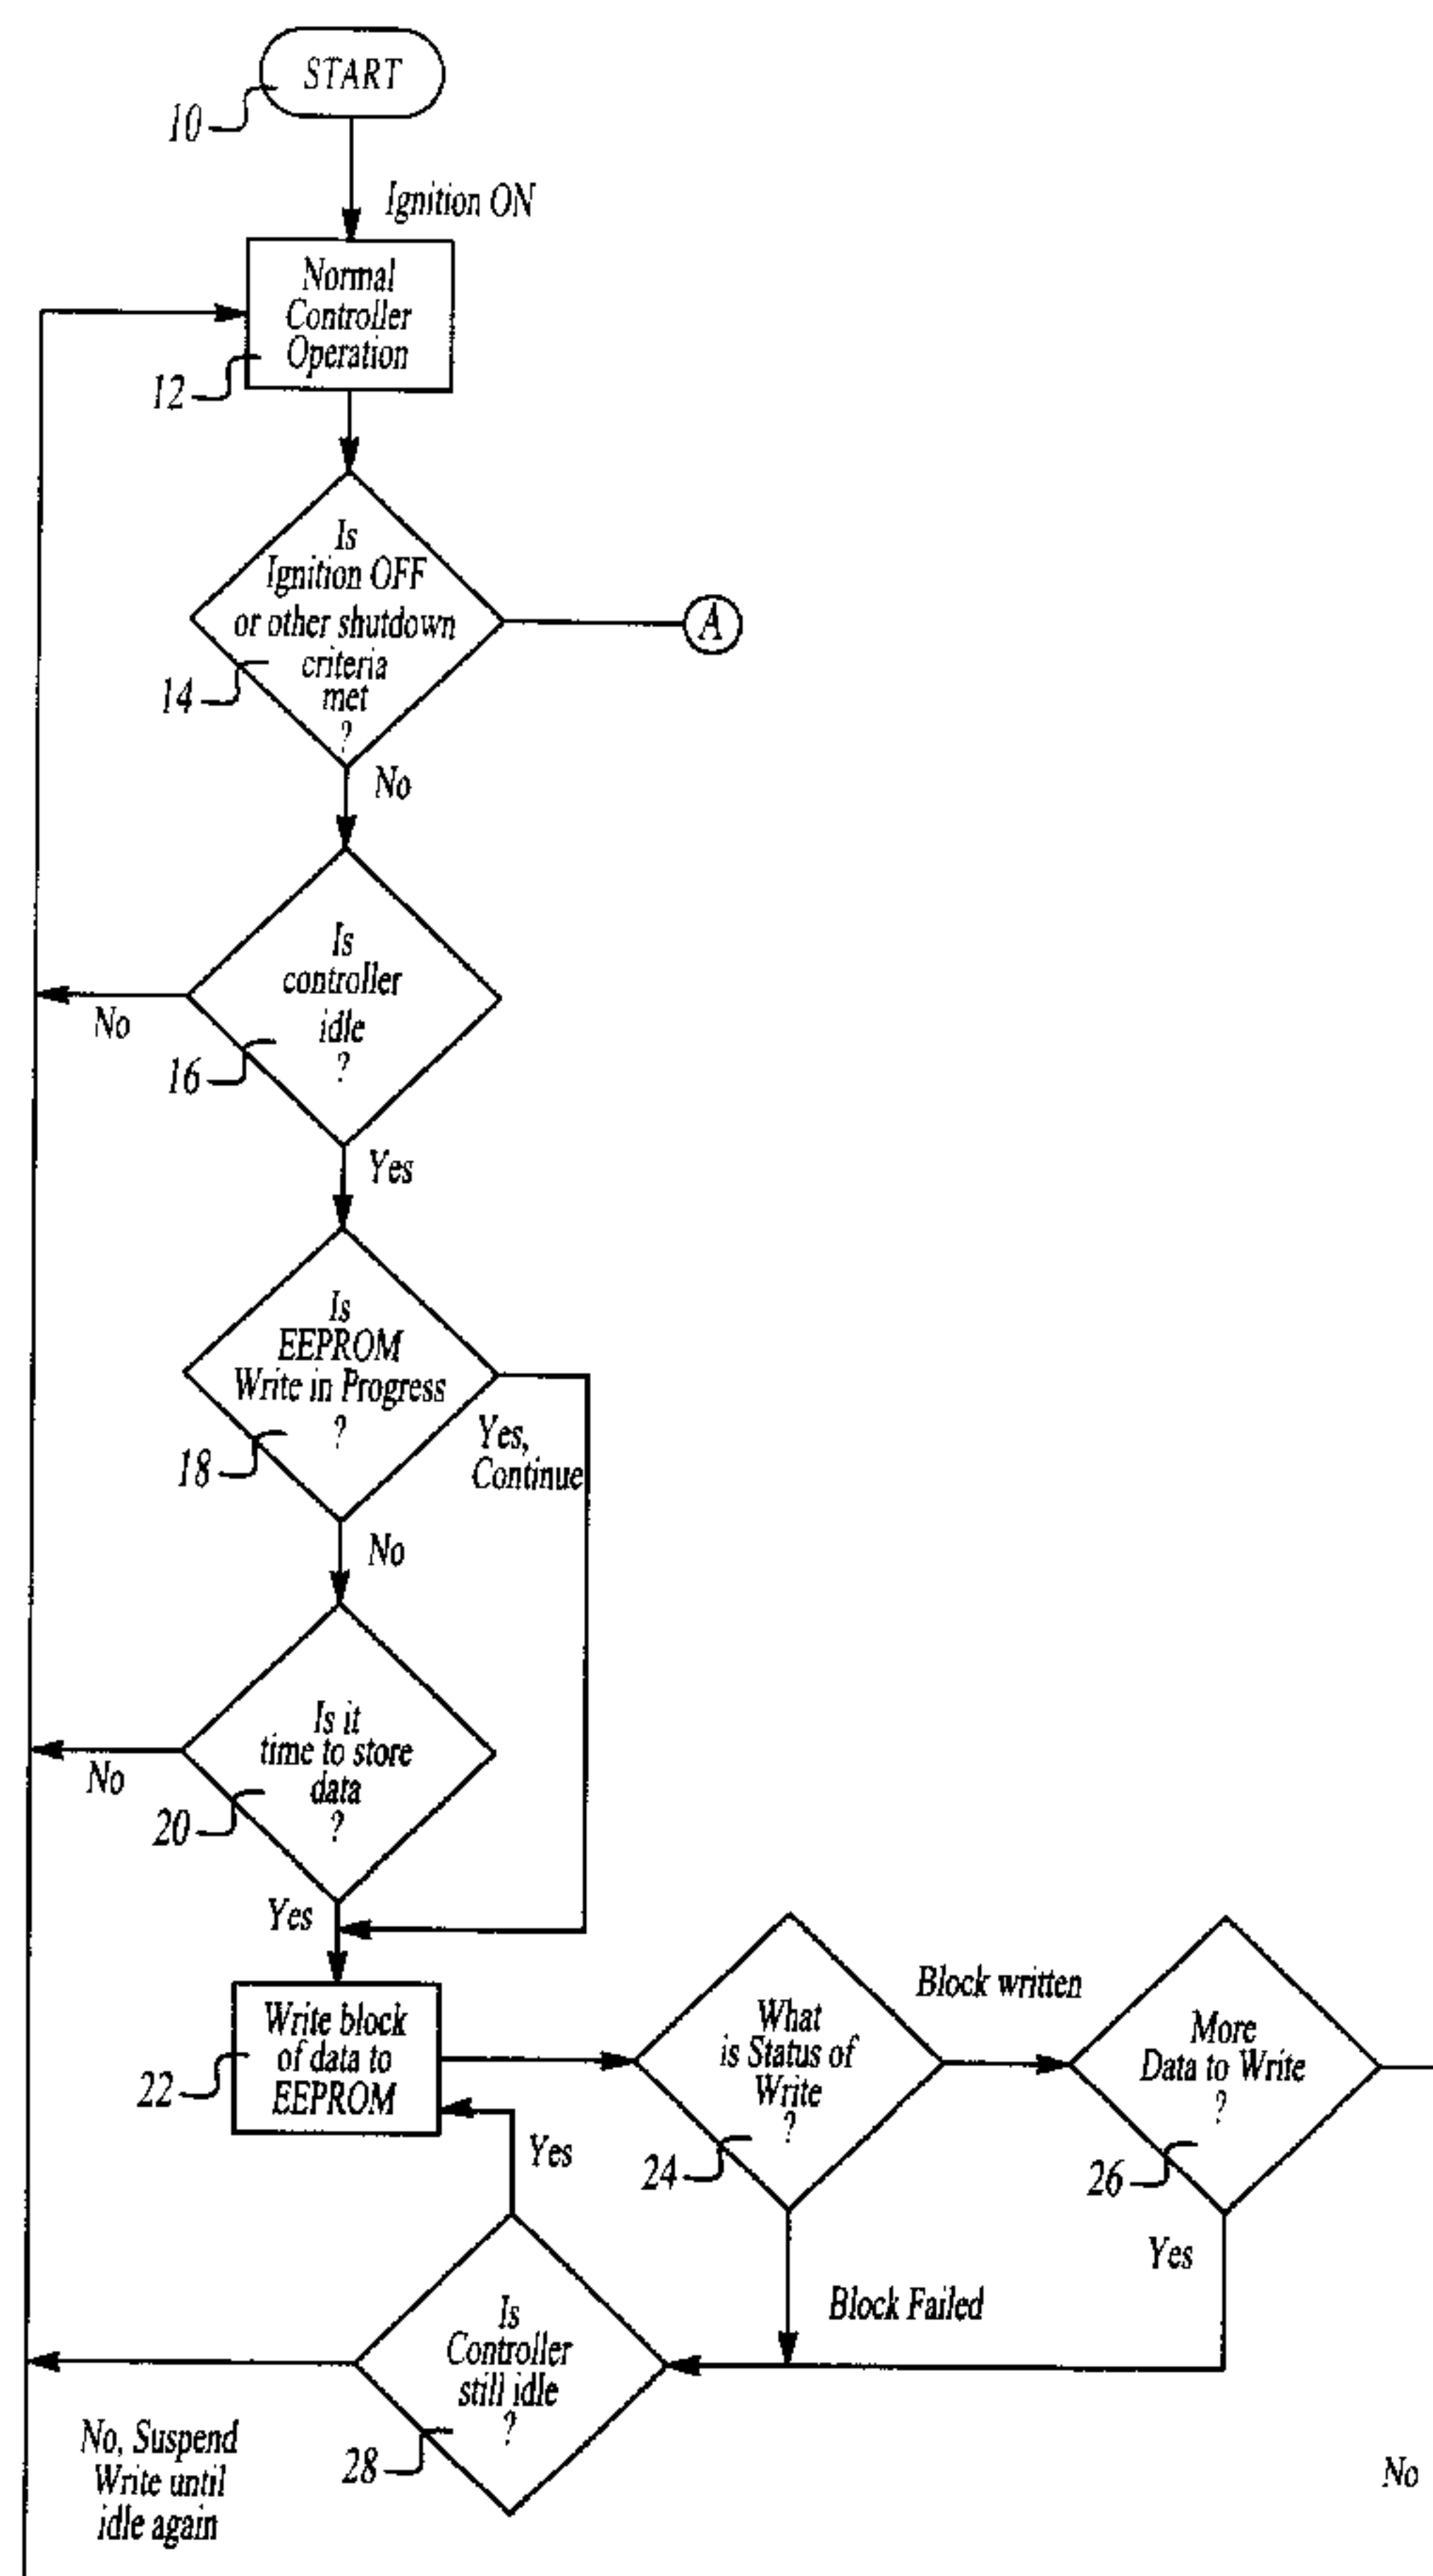 START
10
Ignition ON
Normal
Controller
Operation
12
Is
Ignition OFF
or other shutdown
criteria
met
?
14
A
No
Is
controller
idle
?
No
16
Yes
Is
EEPROM
Write in Progress
?
18
Yes,
Continue
No
Is it
time to store
data
?
No
20
Yes
Write block
of data to
EEPROM
22
What
is Status of
Write
?
24
Block written
More
Data to Write
?
26
Yes
Yes
Block Failed
Is
Controller
still idle
?
28
No, Suspend
Write until
idle again
No